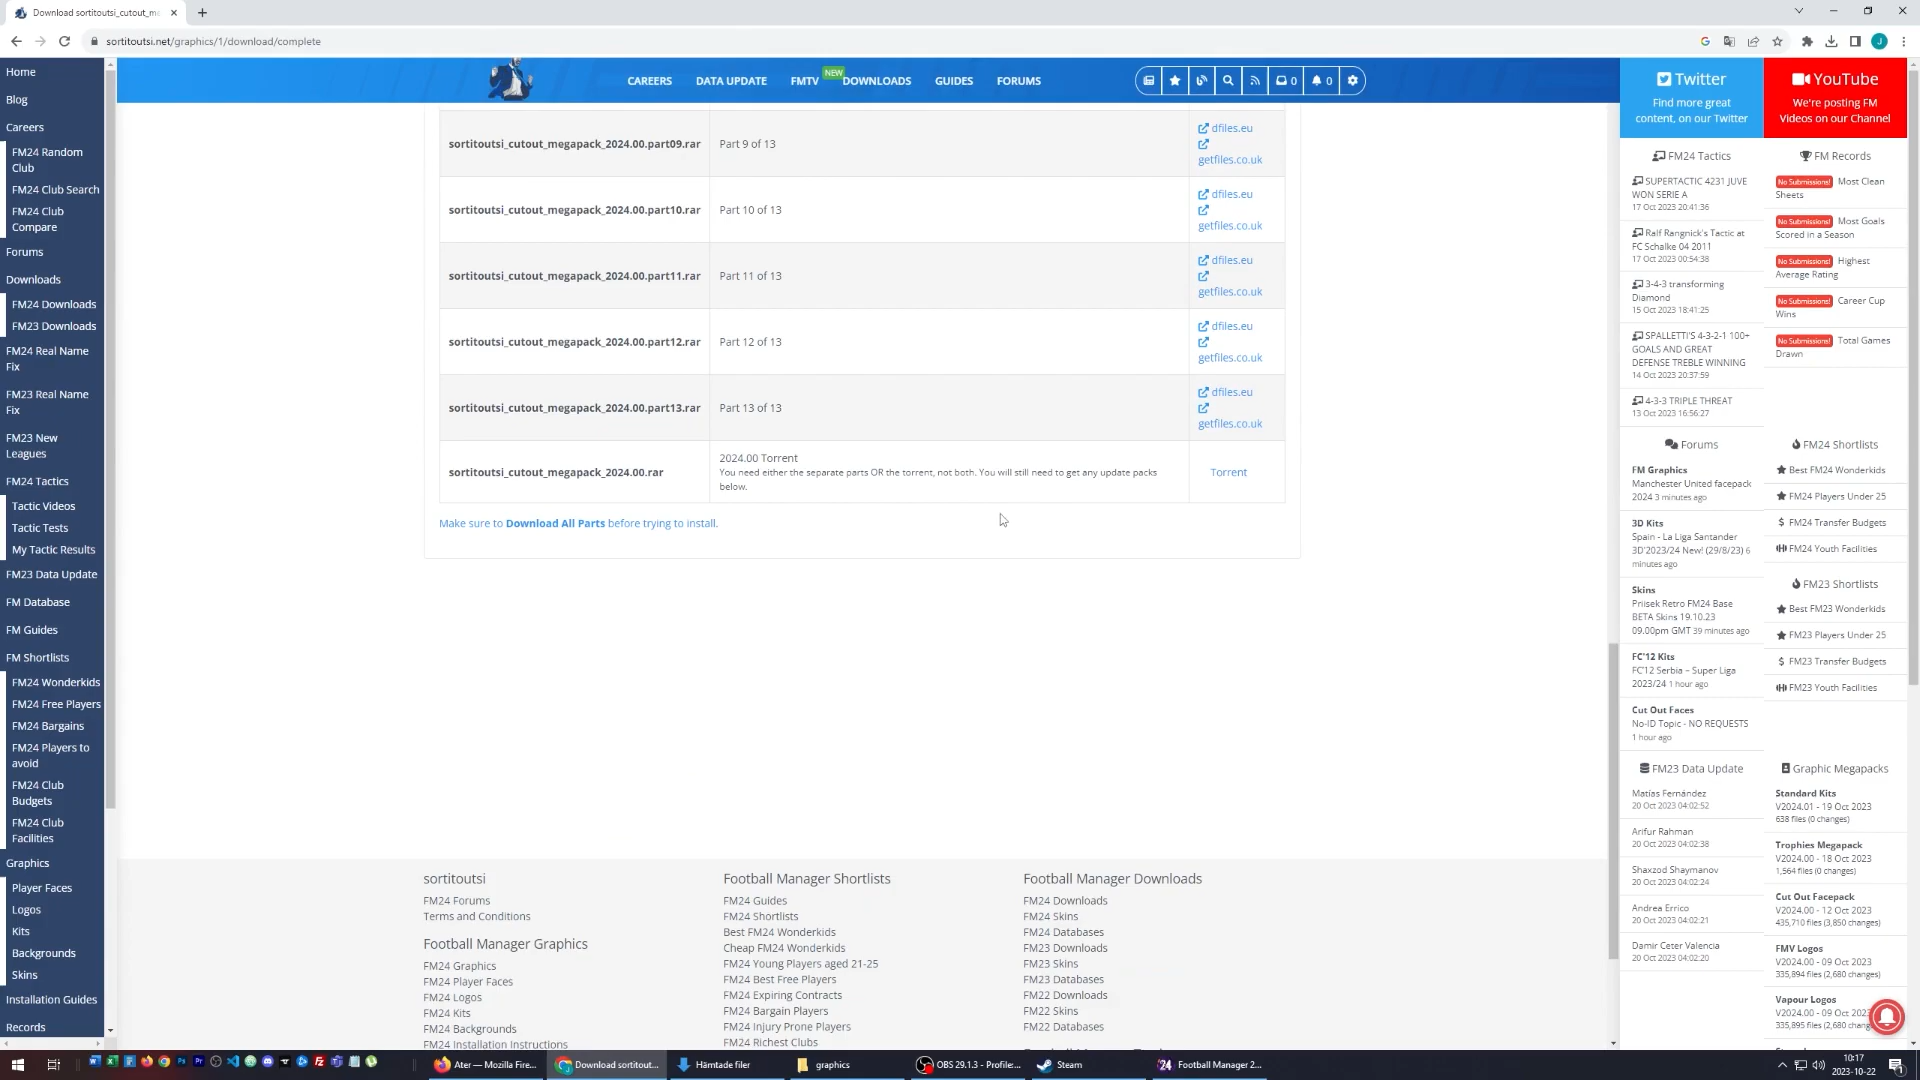 Download sortitoutsi_cutout_me
sortitoutsi.net/graphics/1/download/complete
J
Home
Blog
Careers
FM24 Random
Club
FM24 Club Search
FM24 Club
Compare
Forums
Downloads
FM24 Downloads
FM23 Downloads
FM24 Real Name
Fix
FM23 Real Name
Fix
FM23 New
Leagues
FM24 Tactics
Tactic Videos
Tactic Tests
My Tactic Results
FM23 Data Update
FM Database
FM Guides
FM Shortlists
FM24 Wonderkids
FM24 Free Players
FM24 Bargains
FM24 Players to
avoid
FM24 Club
Budgets
FM24 Club
Facilities
Graphics
Player Faces
Logos
Kits
Backgrounds
Skins
Installation Guides
Records
CAREERS DATA UPDATE FMTV NEW DOWNLOADS GUIDES FORUMS
0 0
sortitoutsi_cutout_megapack_2024.00.part09.rar Part 9 of 13 dfiles.eu
getfiles.co.uk
sortitoutsi_cutout_megapack_2024.00.part10.rar Part 10 of 13 dfiles.eu
getfiles.co.uk
sortitoutsi_cutout_megapack_2024.00.part11.rar Part 11 of 13 dfiles.eu
getfiles.co.uk
sortitoutsi_cutout_megapack_2024.00.part12.rar Part 12 of 13 dfiles.eu
getfiles.co.uk
sortitoutsi_cutout_megapack_2024.00.part13.rar Part 13 of 13 dfiles.eu
getfiles.co.uk
sortitoutsi_cutout_megapack_2024.00.rar
2024.00 Torrent
You need either the separate parts OR the torrent, not both. You will still need to get any update packs
below.
Torrent
Make sure to Download All Parts before trying to install.
sortitoutsi
FM24 Forums
Terms and Conditions
Football Manager Graphics
FM24 Graphics
FM24 Player Faces
FM24 Logos
FM24 Kits
FM24 Backgrounds
FM24 Installation Instructions
Football Manager Shortlists
FM24 Guides
FM24 Shortlists
Best FM24 Wonderkids
Cheap FM24 Wonderkids
FM24 Young Players aged 21-25
FM24 Best Free Players
FM24 Expiring Contracts
FM24 Bargain Players
FM24 Injury Prone Players
FM24 Richest Clubs
Football Manager Downloads
FM24 Downloads
FM24 Skins
FM24 Databases
FM23 Downloads
FM23 Skins
FM23 Databases
FM22 Downloads
FM22 Skins
FM22 Databases
Twitter
Find more great
content, on our Twitter
YouTube
We're posting FM
Videos on our Channel
FM24 Tactics
SUPERTACTIC 4231 JUVE
WON SERIE A
17 Oct 2023 20:41:36
Ralf Rangnick's Tactic at
FC Schalke 04 2011
17 Oct 2023 00:54:38
3-4-3 transforming
Diamond
15 Oct 2023 18:41:25
SPALLETTI'S 4-3-2-1 100+
GOALS AND GREAT
DEFENSE TREBLE WINNING
14 Oct 2023 20:37:59
4-3-3 TRIPLE THREAT
13 Oct 2023 16:56:27
FM Records
No Submissions! Most Clean
Sheets
No Submissions! Most Goals
Scored in a Season
No Submissions! Highest
Average Rating
No Submissions! Career Cup
Wins
No Submissions! Total Games
Drawn
Forums
FM Graphics
Manchester United facepack
2024 3 minutes ago
3D Kits
Spain - La Liga Santander
3D'2023/24 New! (29/8/23) 6
minutes ago
Skins
Priisek Retro FM24 Base
BETA Skins 19.10.23
09.00pm GMT 39 minutes ago
FC'12 Kits
FC'12 Serbia – Super Liga
2023/24 1 hour ago
Cut Out Faces
No-ID Topic - NO REQUESTS
1 hour ago
FM24 Shortlists
Best FM24 Wonderkids
FM24 Players Under 25
FM24 Transfer Budgets
FM24 Youth Facilities
FM23 Shortlists
Best FM23 Wonderkids
FM23 Players Under 25
FM23 Transfer Budgets
FM23 Youth Facilities
FM23 Data Update
Matías Fernández
20 Oct 2023 04:02:52
Arifur Rahman
20 Oct 2023 04:02:38
Shaxzod Shaymanov
20 Oct 2023 04:02:24
Andrea Errico
20 Oct 2023 04:02:21
Damir Ceter Valencia
20 Oct 2023 04:02:20
Graphic Megapacks
Standard Kits
V2024.01 - 19 Oct 2023
638 files (0 changes)
Trophies Megapack
V2024.00 - 18 Oct 2023
1,564 files (0 changes)
Cut Out Facepack
V2024.00 - 12 Oct 2023
435,710 files (3,850 changes)
FMV Logos
V2024.00 - 09 Oct 2023
335,894 files (2,680 changes)
Vapour Logos
V2024.00 - 09 Oct 202
335,895 files (2,680 chang
Ater — Mozilla Fire...
Download sortitout...
Hämtade filer
graphics
OBS 29.1.3 - Profile:...
Steam
24 Football Manager 2...
10:17
2023-10-22